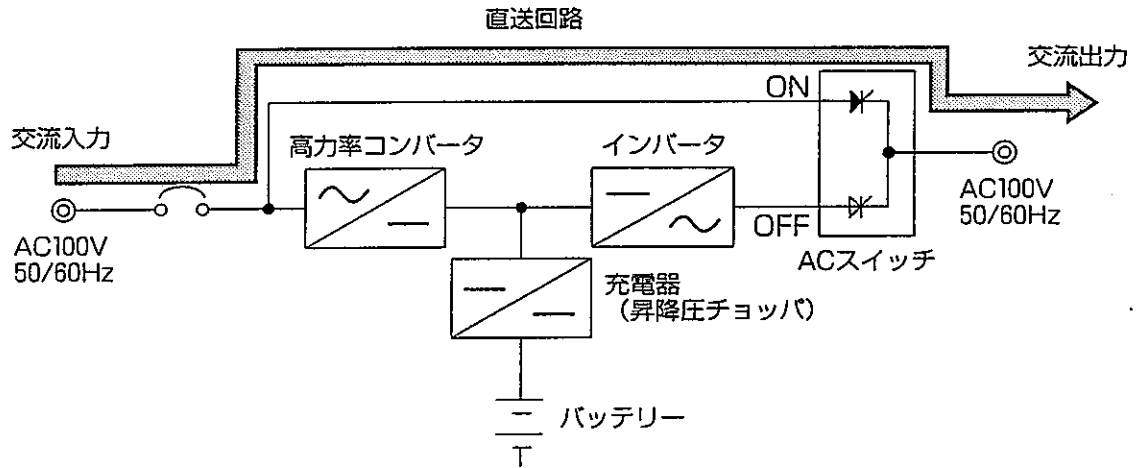 直送回路
交流出力
ON
交流入力
高力率コンバータ
インバータ
AC100V
50/60Hz
OFF
AC100V
50/60Hz
ACスイッチ
充電器
（昇降圧チョッパ）
バッテリー